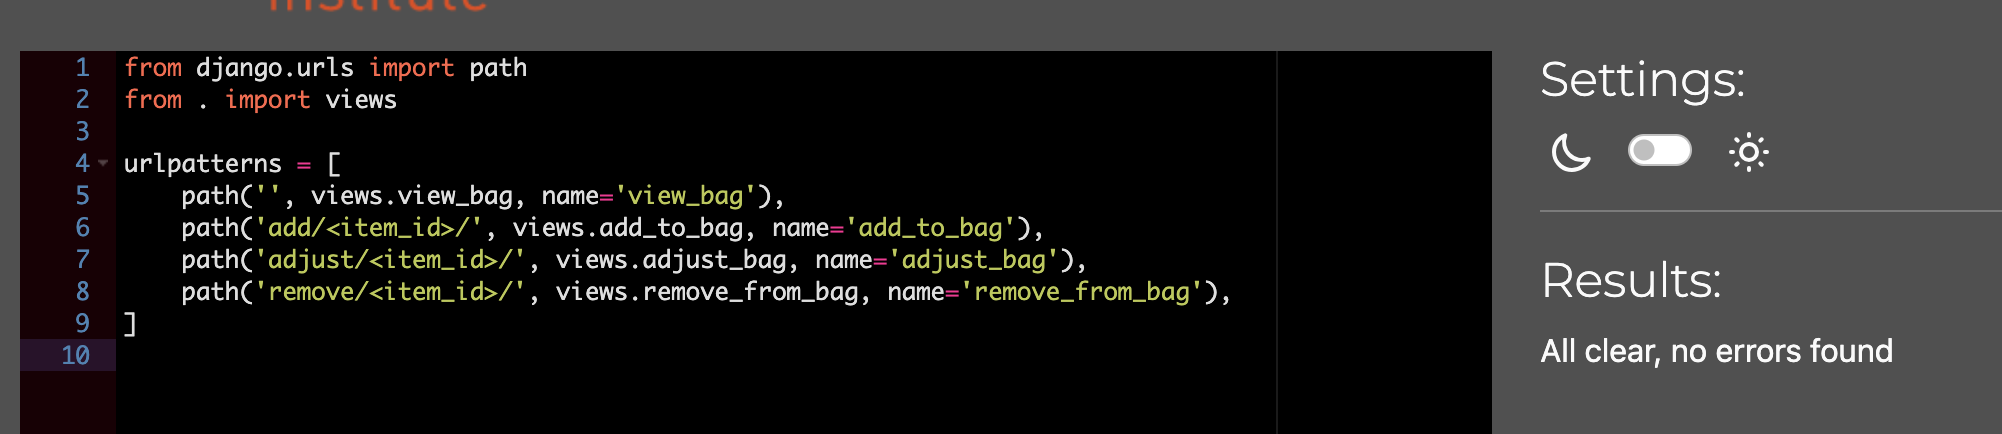 institute
1 from django.urls import path
2 from . import views
3
4 urlpatterns = [
5     path('', views.view_bag, name='view_bag'),
6     path('add/<item_id>/', views.add_to_bag, name='add_to_bag'),
7     path('adjust/<item_id>/', views.adjust_bag, name='adjust_bag'),
8     path('remove/<item_id>/', views.remove_from_bag, name='remove_from_bag'),
9 ]
10
Settings:
Results:
All clear, no errors found